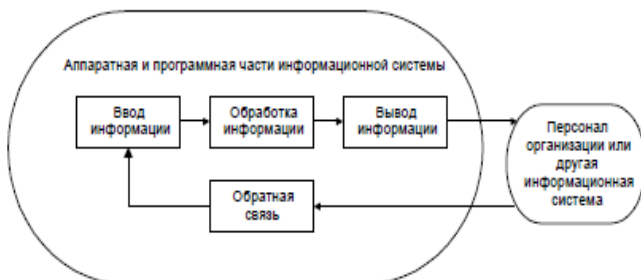 Аппаратная и программная части информационной системы
Ввод
информации
Обработка
информации
Вывод
информации
Персонал
организации или
другая
информационная
система
Обратная
связь